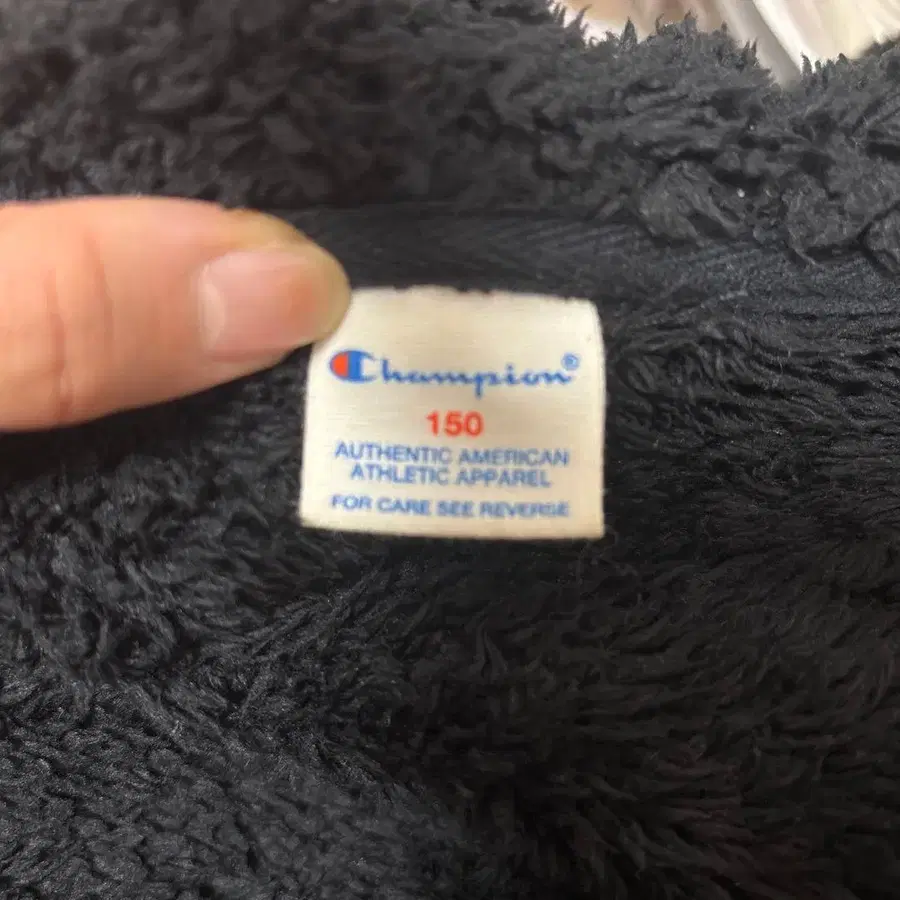 Champion®
150
AUTHENTIC AMERICAN
ATHLETIC APPAREL
FOR CARE SEE REVERSE